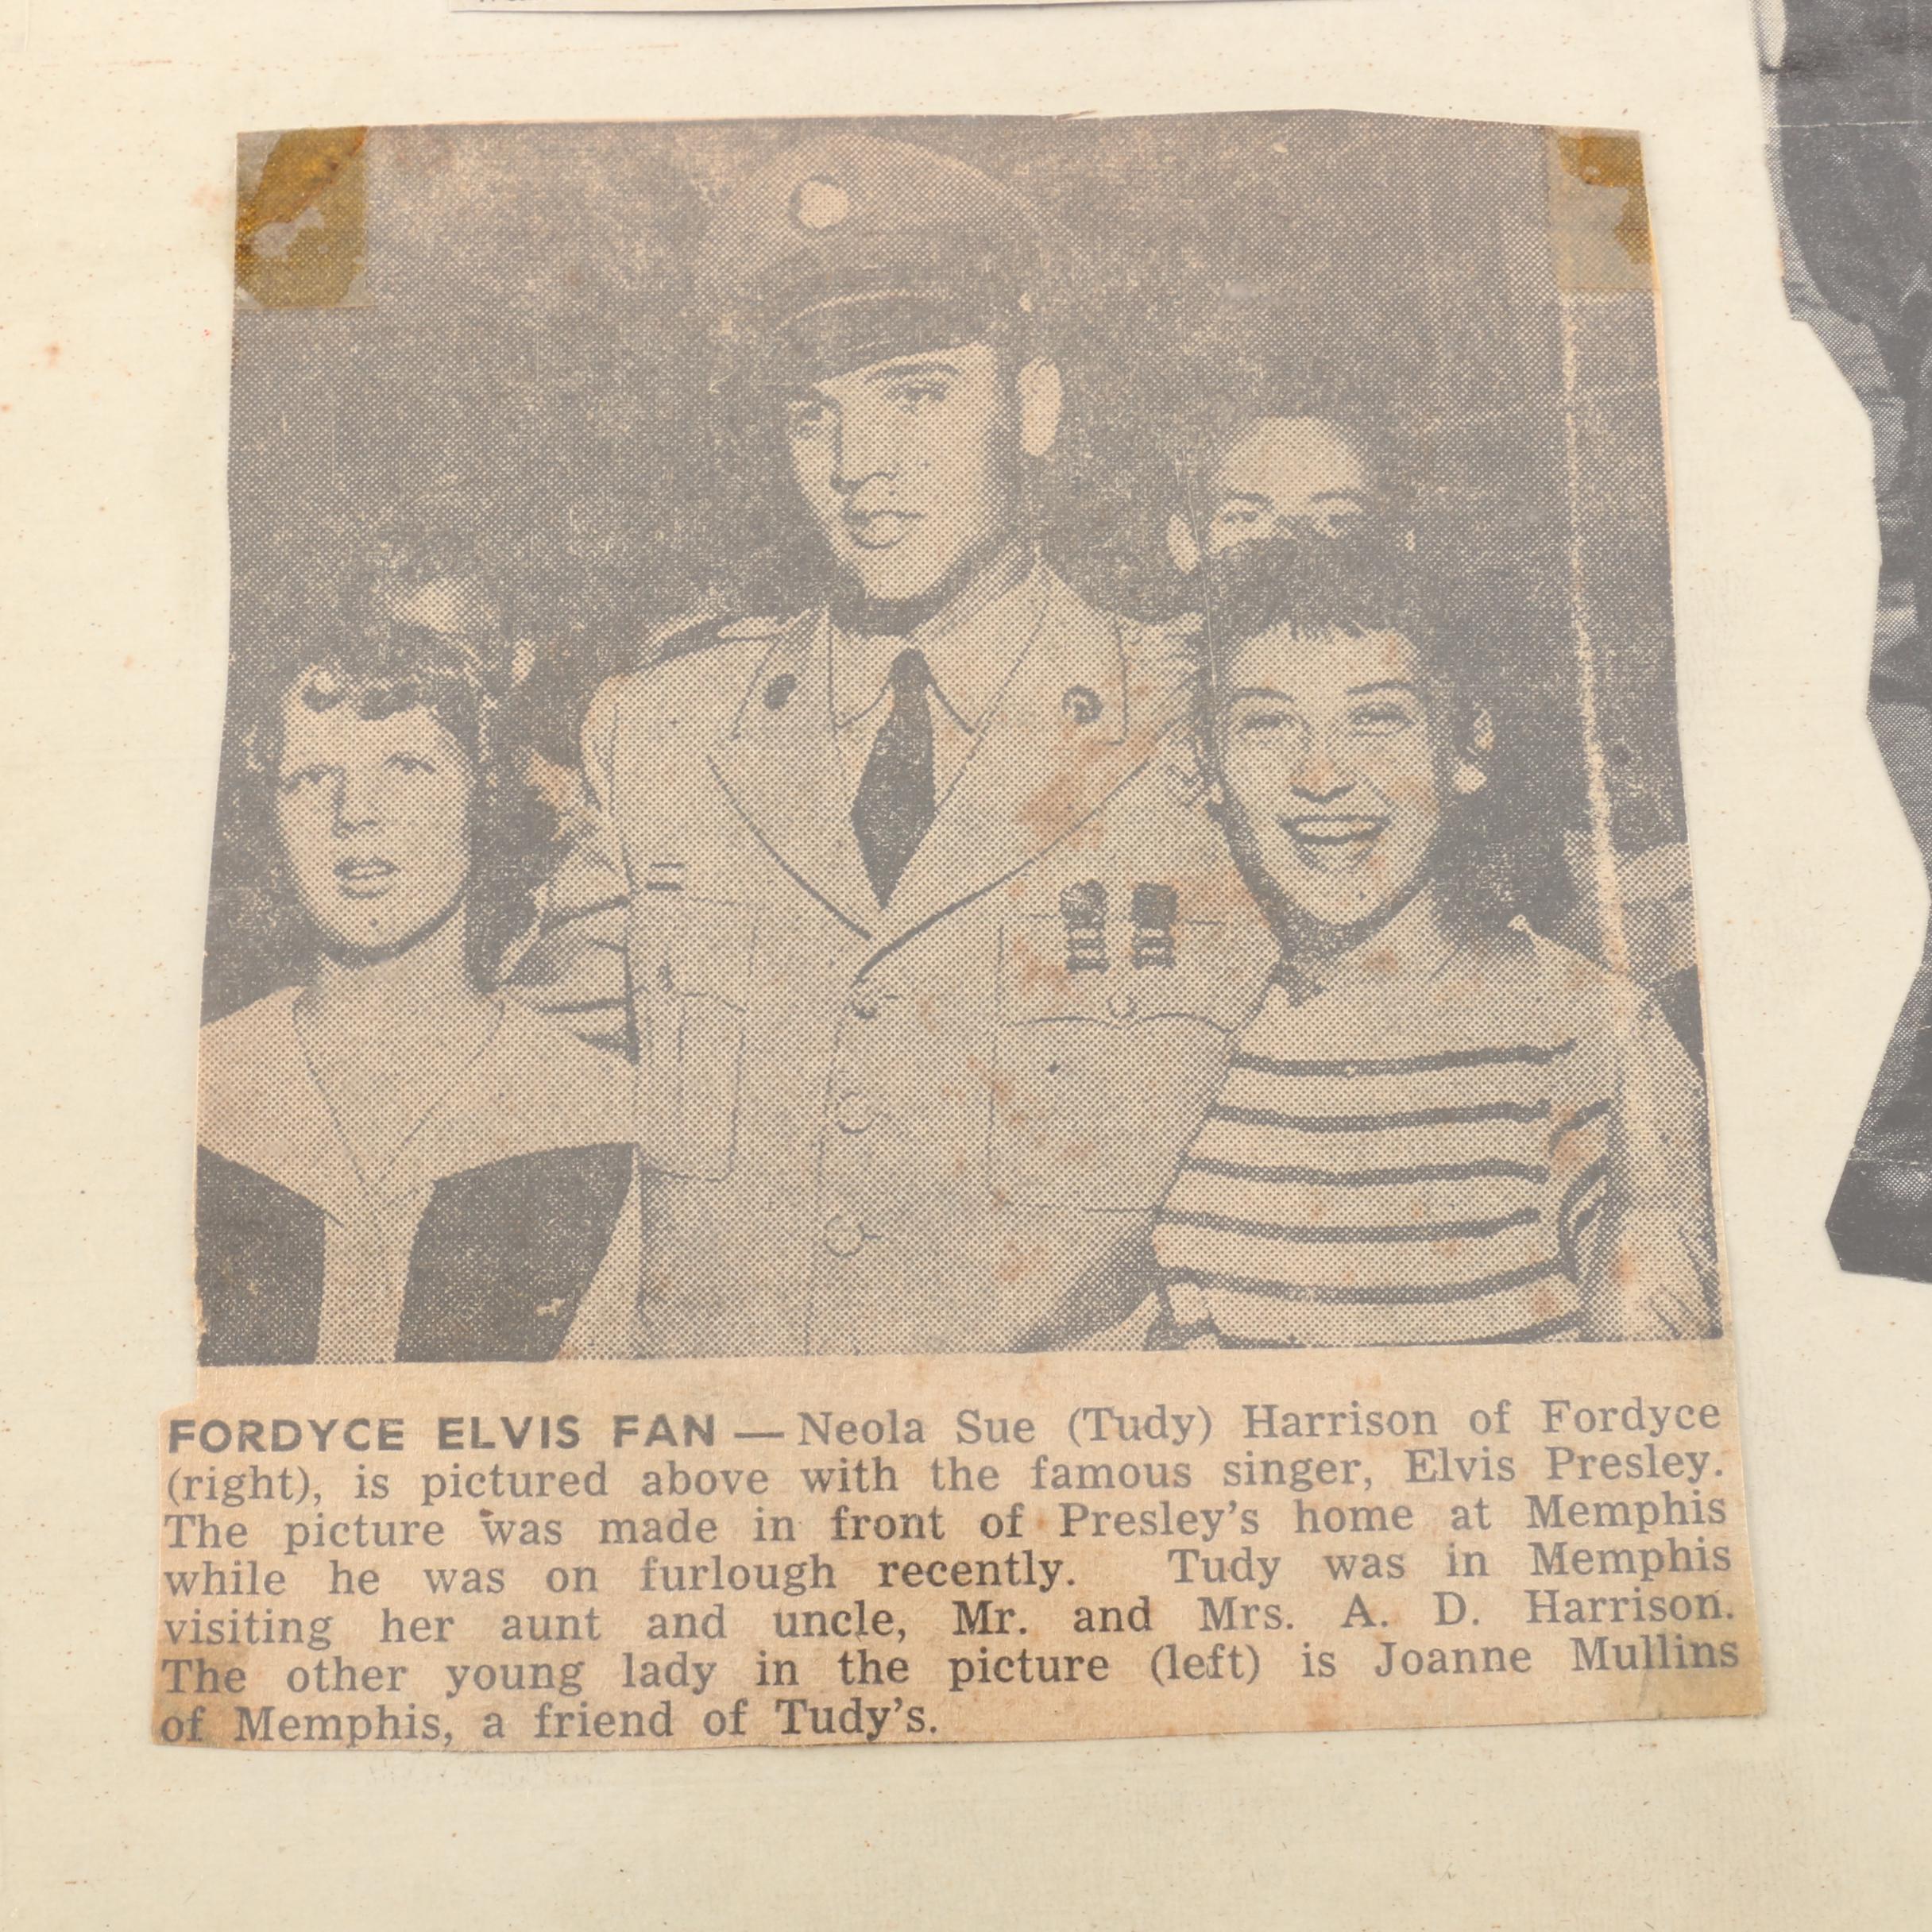 FORDYCE ELVIS FAN — Neola Sue (Tudy) Harrison of Fordyce
(right), is pictured above with the famous singer, Elvis Presley.
The picture was made in front of Presley's home at Memphis
while he was on furlough recently. Tudy was in Memphis
visiting her aunt and uncle, Mr. and Mrs. A. D. Harrison.
The other young lady in the picture (left) is Joanne Mullins
of Memphis, a friend of Tudy's.